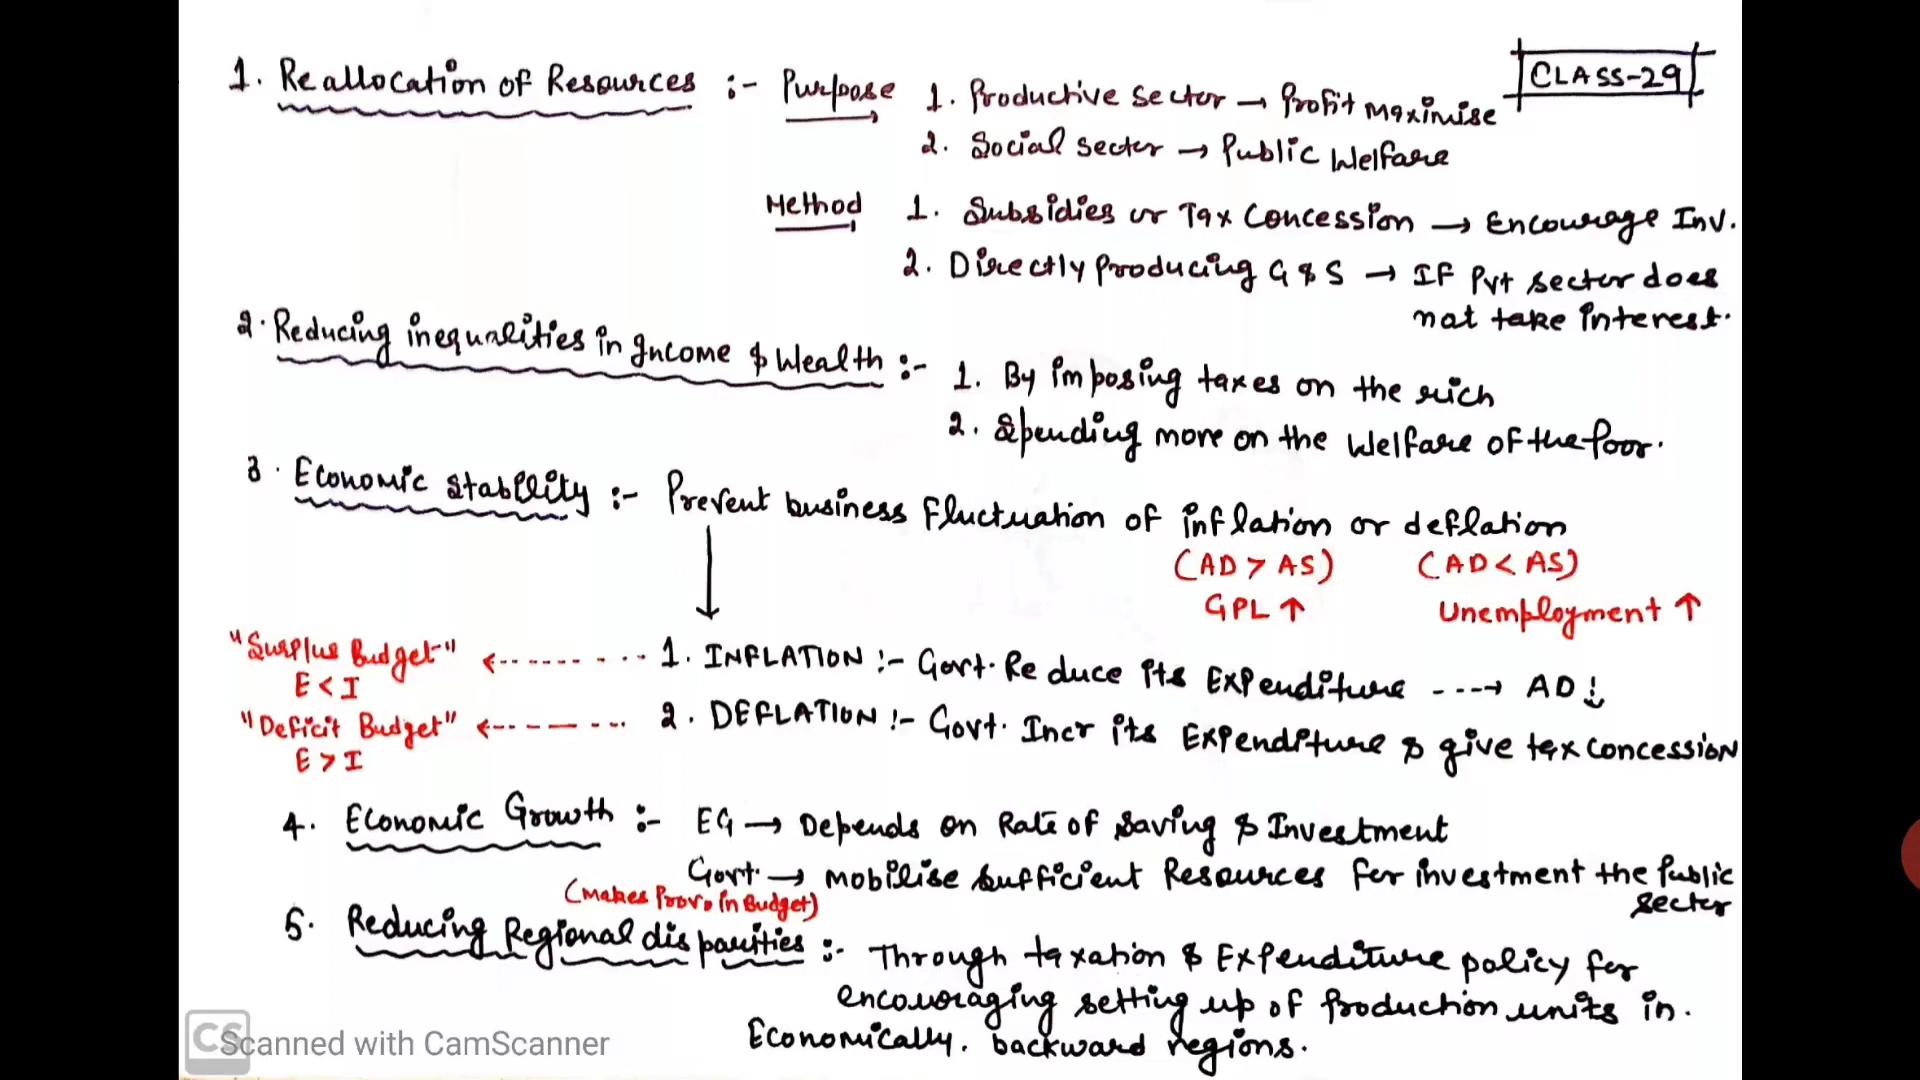 CLASS-29
1. Reallocation of Resources :- Purpose 1. Productive Sector → Profit Maximise
2. Social Sector → Public Welfare
Method 1. Subsidies or Tax Concession → Encourage Inv.
2. Directly Producing G & S → If Pvt Sector does
not take interest.
2. Reducing inequalities in Income & Wealth :- 1. By imposing taxes on the rich
2. Spending more on the Welfare of the Poor.
3. Economic Stability :- Prevent business Fluctuation of inflation or deflation
(AD > AS) (AD < AS)
GPL ↑ Unemployment ↑
"Surplus Budget" ← 1. INFLATION :- Govt. Reduce its Expenditure ----→ AD ↓
E < I
"Deficit Budget" ← 2. DEFLATION :- Govt. Incr its Expenditure & give tax concession
E > I
4. Economic Growth :- EG → Depends on Rate of Saving & Investment
Govt. → mobilise sufficient Resources for investment the Public
Sector
(makes Prov. in Budget)
5. Reducing Regional disparities :- Through taxation & Expenditure policy for
encouraging setting up of Production units in.
Economically. backward regions.
CS Scanned with CamScanner